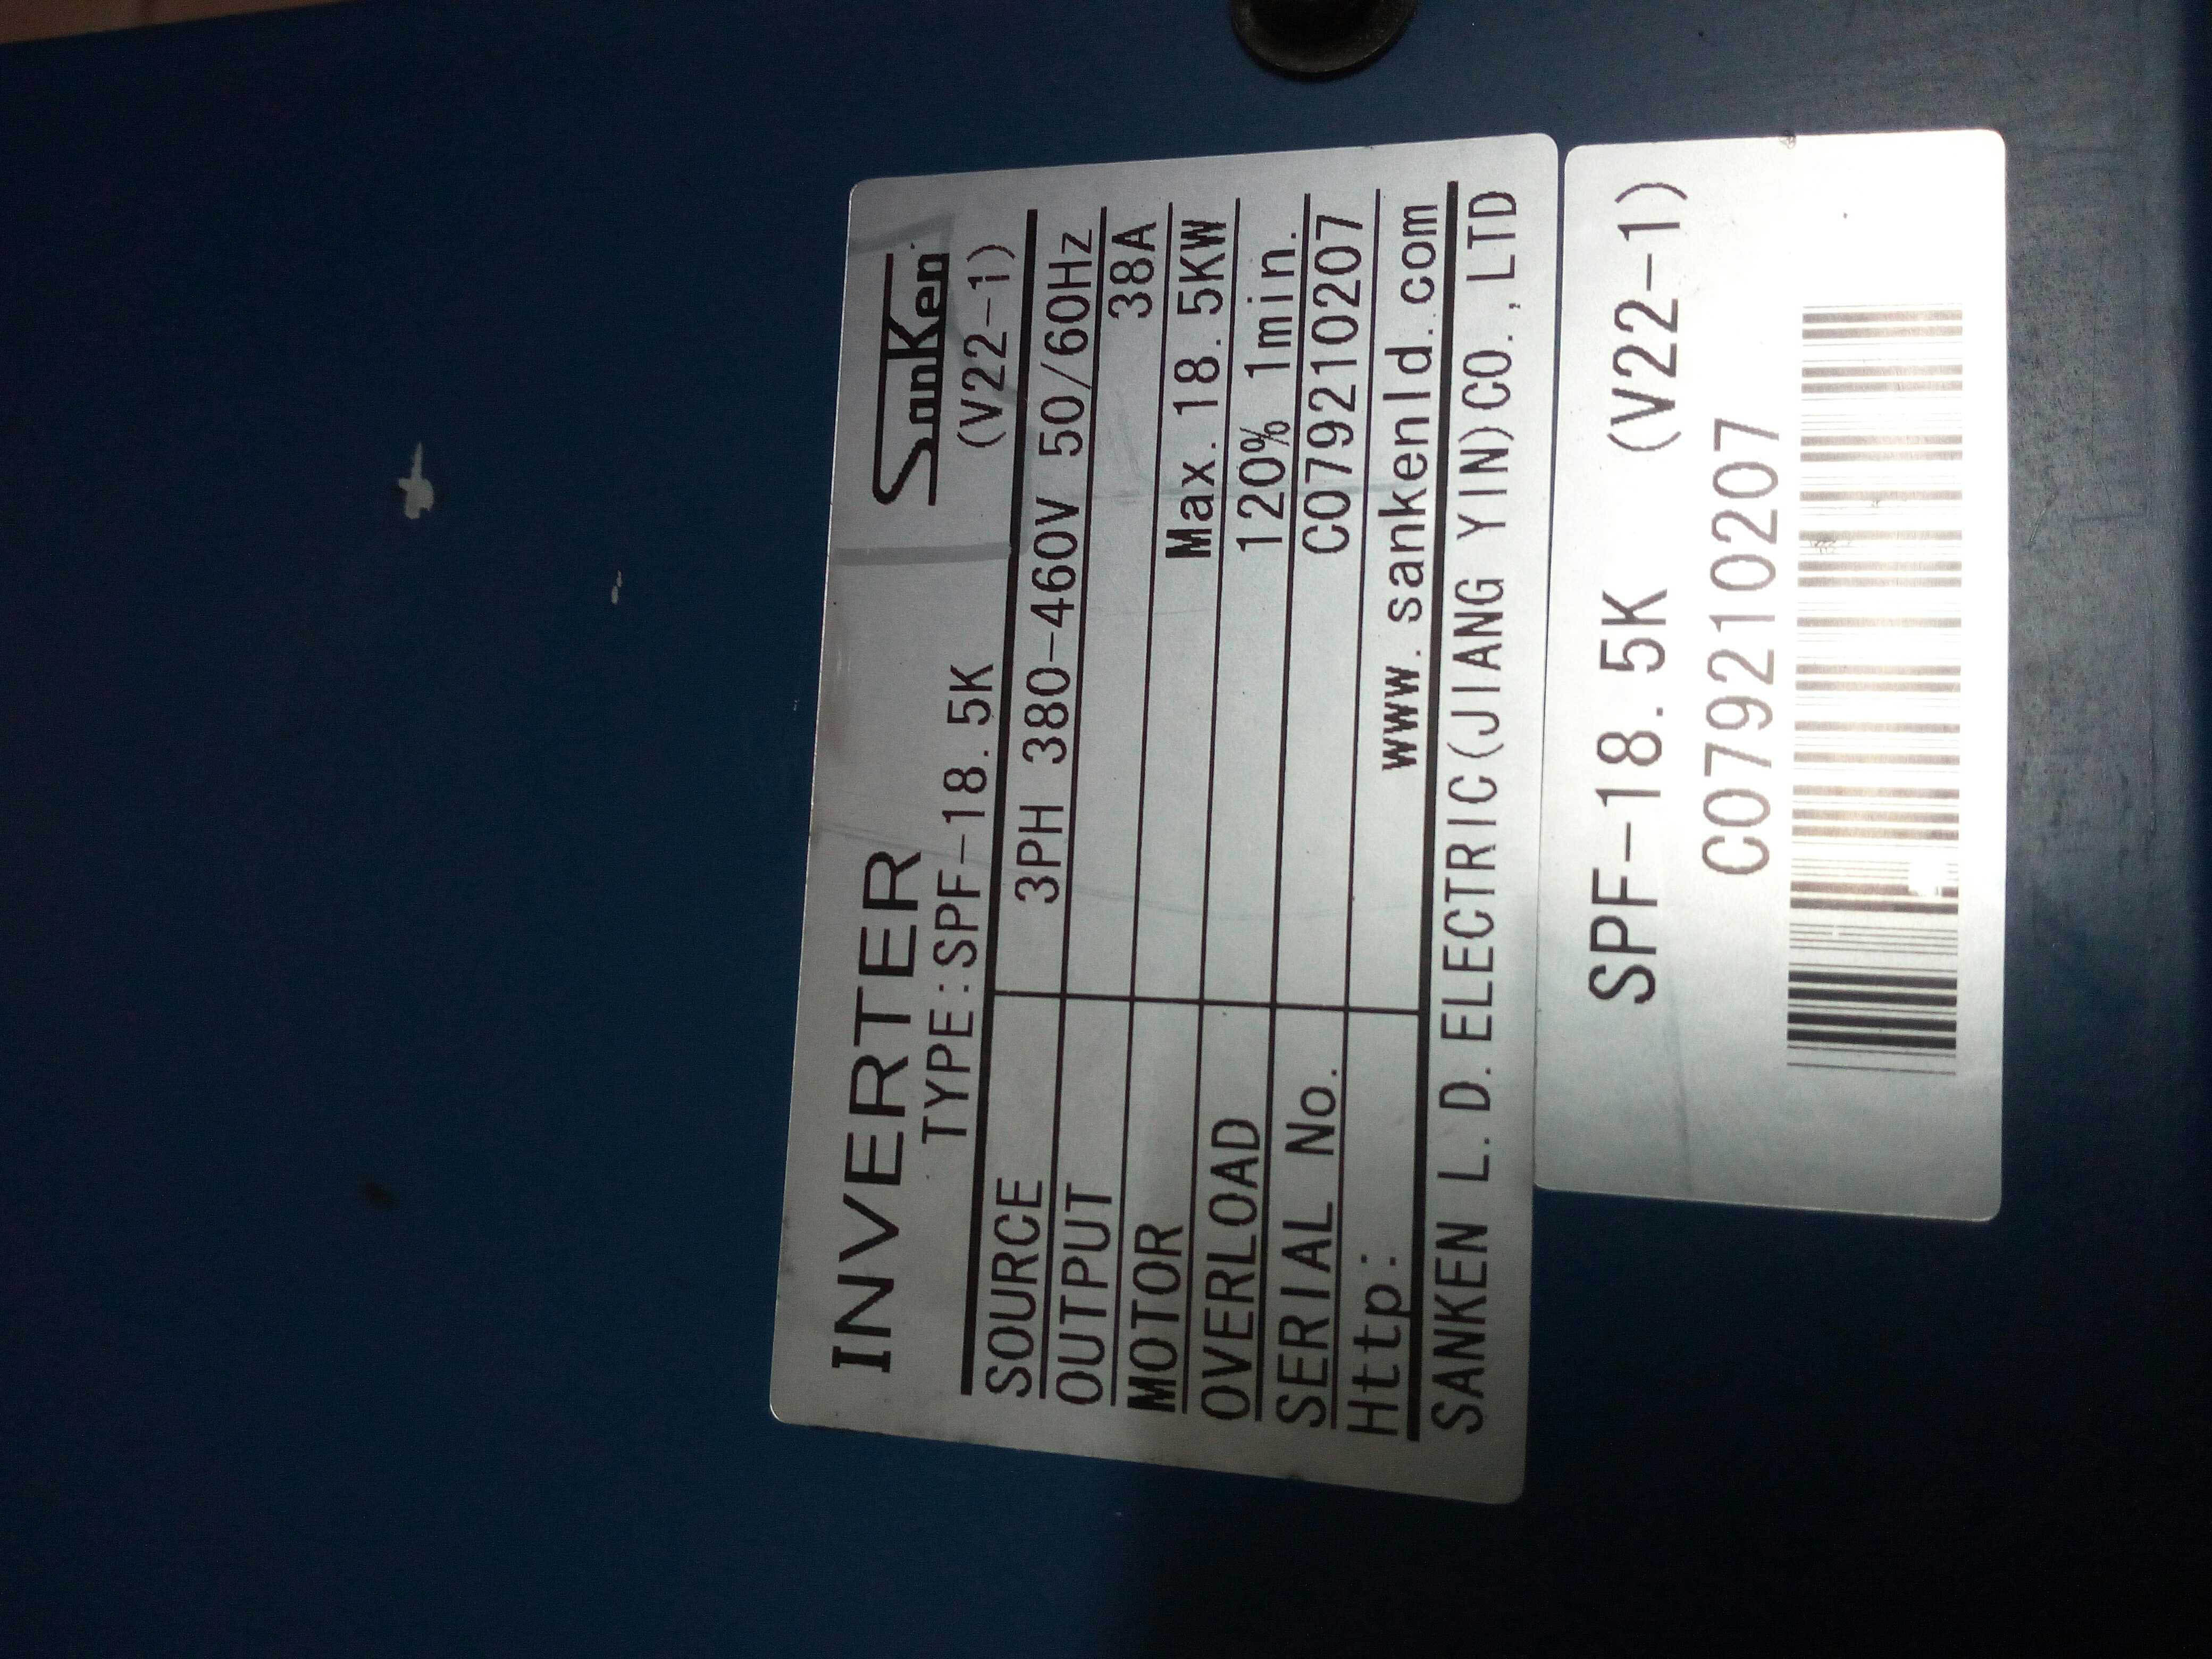 INVERTER SanKen
TYPE:SPF-18.5K (V22-1)
SOURCE 3PH 380-460V 50/60Hz
OUTPUT 38A
MOTOR Max.18.5KW
OVERLOAD 120% 1min.
SERIAL No. C079210207
Http: www.sankenld.com
SANKEN L.D.ELECTRIC(JIANG YIN)CO.,LTD
SPF-18.5K (V22-1)
C079210207